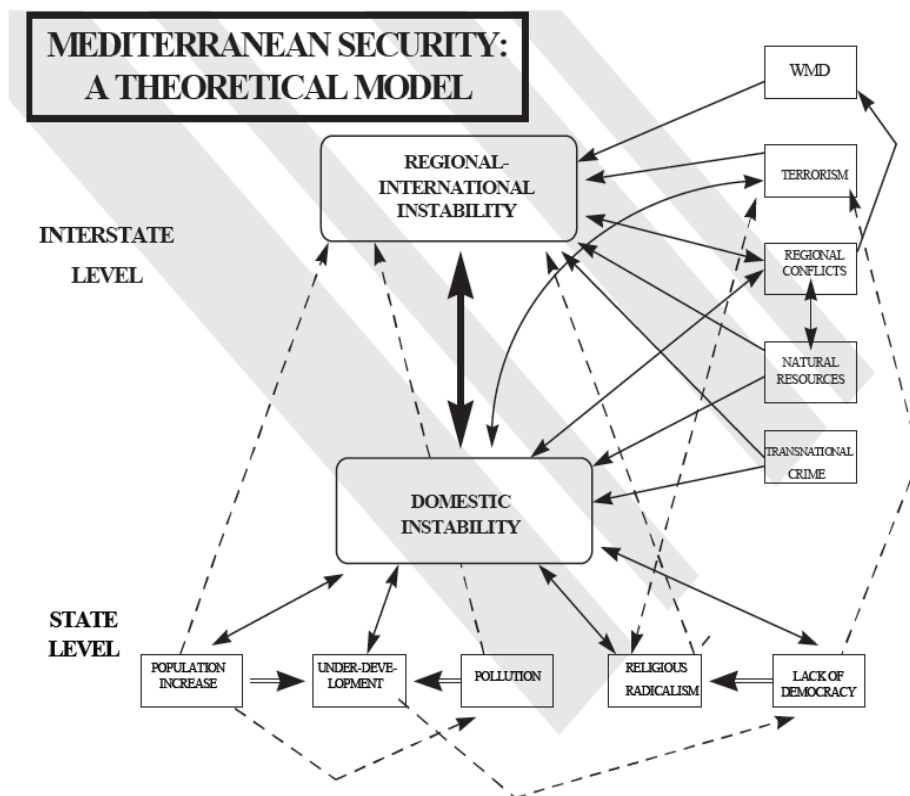 MEDITERRANEAN SECURITY:
A THEORETICAL MODEL
WMD
REGIONAL-
INTERNATIONAL
INSTABILITY
TERRORISM
INTERSTATE
LEVEL
REGIONAL
CONFLICTS
NATURAL
RESOURCES
TRANSNATIONAL
CRIME
DOMESTIC
INSTABILITY
STATE
LEVEL
POPULATION
INCREASE
UNDER-DEVE-
LOPMENT
POLLUTION
RELIGIOUS
RADICALISM
LACK OF
DEMOCRACY